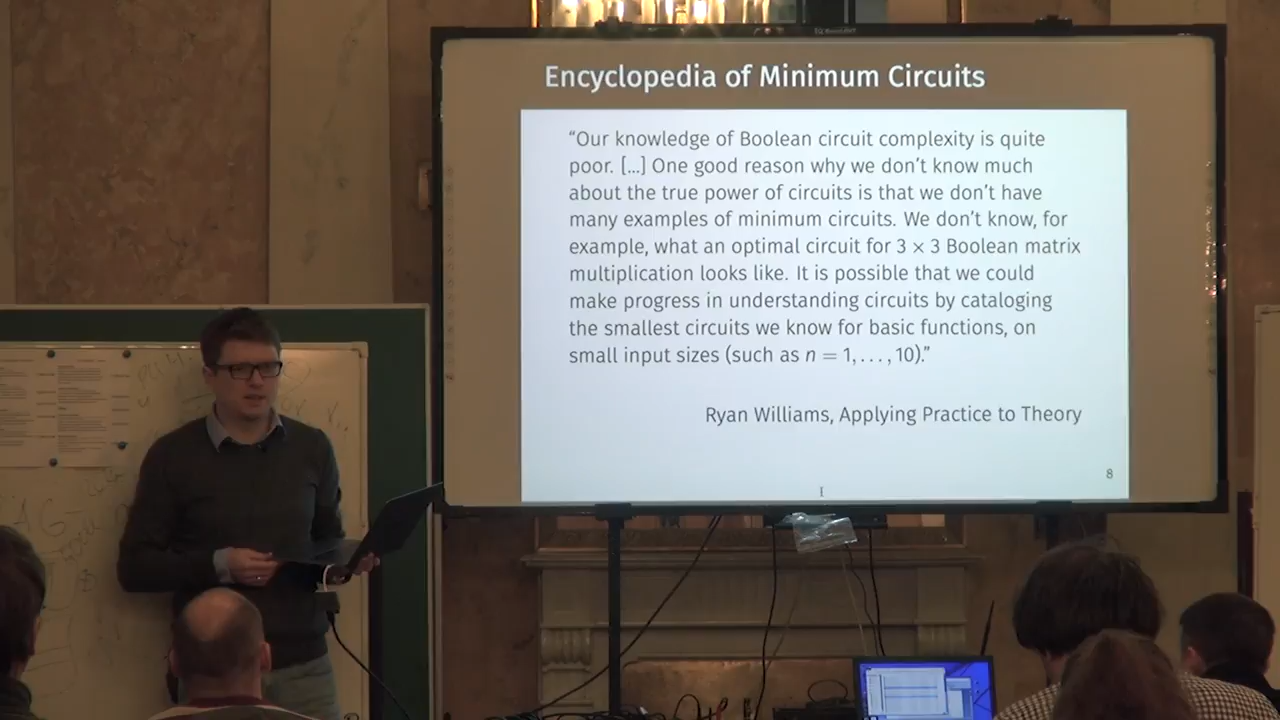 Encyclopedia of Minimum Circuits
“Our knowledge of Boolean circuit complexity is quite
poor. [...] One good reason why we don’t know much
about the true power of circuits is that we don’t have
many examples of minimum circuits. We don’t know, for
example, what an optimal circuit for 3 × 3 Boolean matrix
multiplication looks like. It is possible that we could
make progress in understanding circuits by cataloging
the smallest circuits we know for basic functions, on
small input sizes (such as n = 1, . . . , 10).”
Ryan Williams, Applying Practice to Theory
8